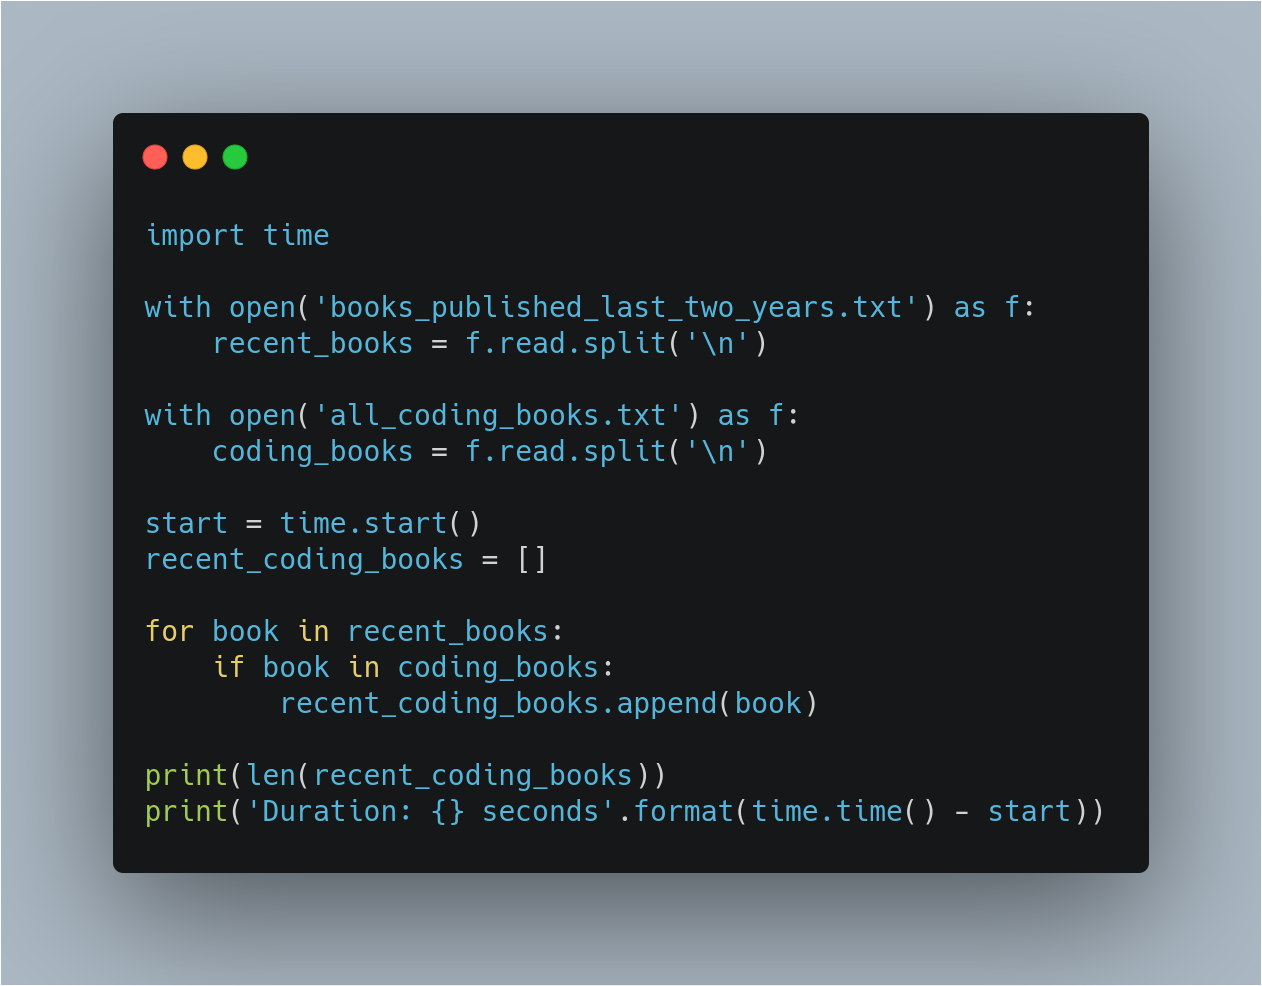 import time
with open('books_published_last_two_years.txt') as f:
    recent_books = f.read.split('\n')
with open('all_coding_books.txt') as f:
    coding_books = f.read.split('\n')
start = time.start()
recent_coding_books = []
for book in recent_books:
    if book in coding_books:
        recent_coding_books.append(book)
print(len(recent_coding_books))
print('Duration: {} seconds'.format(time.time() - start))